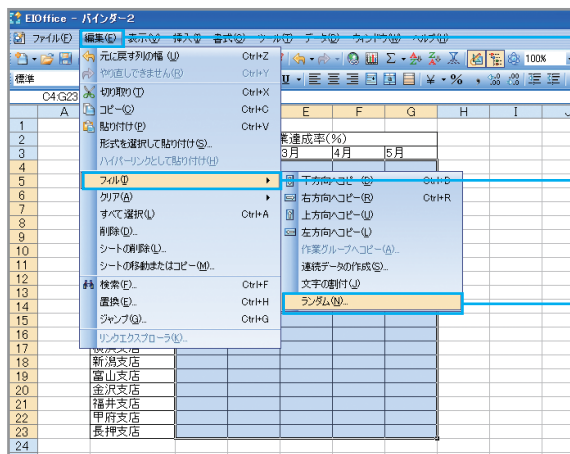 EIOffice - バインダー2
ファイル(F) 編集(E) 表示(V) 挿入(I) 書式(O) ツール(T) データ(D) ウィンドウ(W) ヘルプ(H)
100%
標準
C4:G23
元に戻す列の幅(U) Ctrl+Z
やり直しできません(R) Ctrl+Y
切り取り(T) Ctrl+X
コピー(C) Ctrl+C
貼り付け(P) Ctrl+V
形式を選択して貼り付け(S)...
ハイパーリンクとして貼り付け(H)
フィル(I)
クリア(A)
すべて選択(L) Ctrl+A
削除(D)...
シートの削除(L)...
シートの移動またはコピー(M)...
検索(F)... Ctrl+F
置換(E)... Ctrl+H
ジャンプ(G)... Ctrl+G
リンクエクスプローラ(K)...
下方向へコピー(D) Ctrl+D
右方向へコピー(R) Ctrl+R
上方向へコピー(U)
左方向へコピー(L)
作業グループへコピー(A)...
連続データの作成(S)...
文字の割付(J)
ランダム(N)...
A E F G H I
1
2 業達成率(%)
3 3月 4月 5月
4
5
6
7
8
9
10
11
12
13
14
15
16
17 横浜支店
18 新潟支店
19 富山支店
20 金沢支店
21 福井支店
22 甲府支店
23 長押支店
24